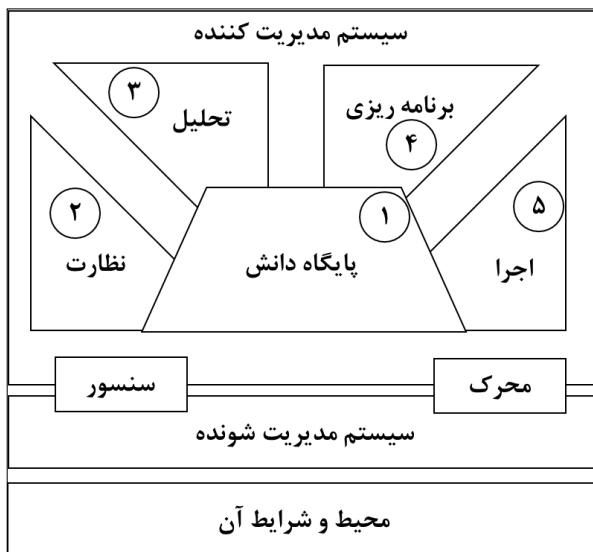 سیستم مدیریت کننده
۳
تحلیل
برنامه ریزی
۴
۲
نظارت
۱
پایگاه دانش
۵
اجرا
سنسور
محرک
سیستم مدیریت شونده
محیط و شرایط آن